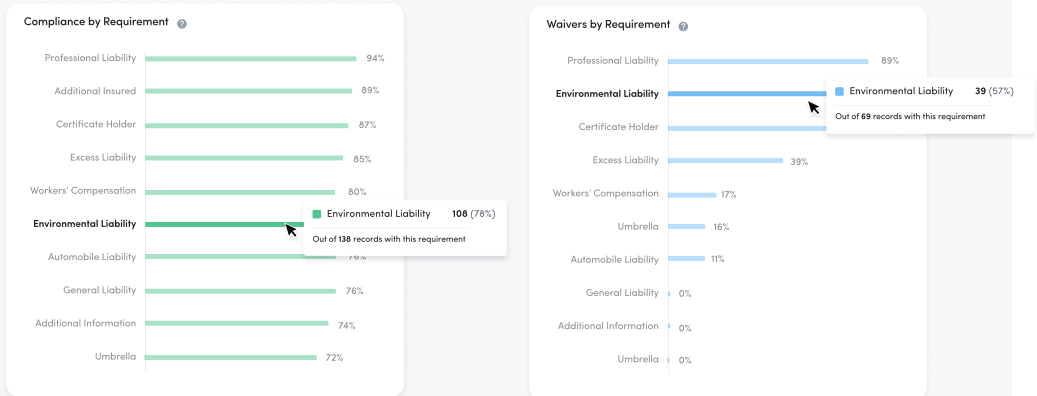 Compliance by Requirement ?
Professional Liability 94%
Additional Insured 89%
Certificate Holder 87%
Excess Liability 85%
Workers' Compensation 80%
Environmental Liability
Environmental Liability 108 (78%)
Out of 138 records with this requirement
Automobile Liability
General Liability 76%
Additional Information 74%
Umbrella 72%
Waivers by Requirement ?
Professional Liability 89%
Environmental Liability
Environmental Liability 39 (57%)
Out of 69 records with this requirement
Certificate Holder
Excess Liability 39%
Workers' Compensation 17%
Umbrella 16%
Automobile Liability 11%
General Liability 0%
Additional Information 0%
Umbrella 0%